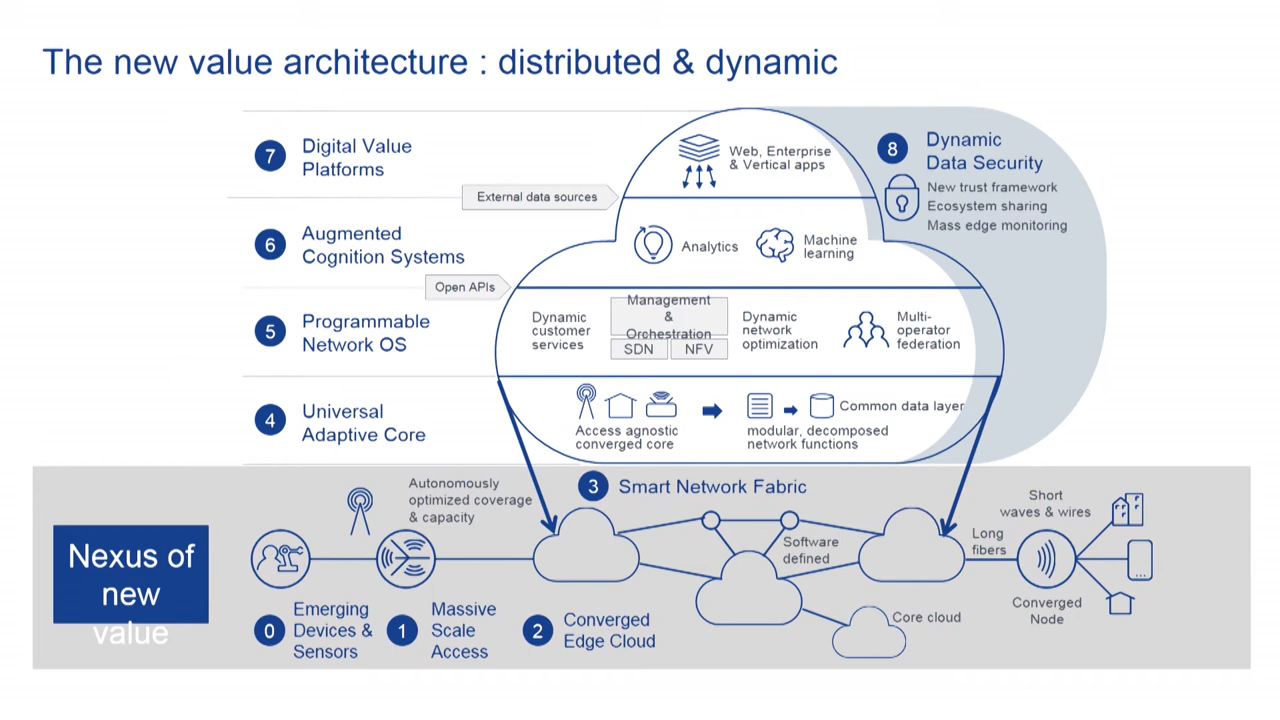 The new value architecture : distributed & dynamic
7
Digital Value
Platforms
Web, Enterprise
& Vertical apps
8
Dynamic
Data Security
New trust framework
Ecosystem sharing
Mass edge monitoring
External data sources
6
Augmented
Cognition Systems
Analytics
Machine
learning
Open APIs
5
Programmable
Network OS
Dynamic
customer
services
Management
&
Orchestration
SDN
NFV
Dynamic
network
optimization
Multi-
operator
federation
4
Universal
Adaptive Core
Access agnostic
converged core
Common data layer
modular, decomposed
network functions
Nexus of
new
value
Autonomously
optimized coverage
& capacity
3
Smart Network Fabric
Software
defined
Long
fibers
Short
waves & wires
Converged
Node
Core cloud
0
Emerging
Devices &
Sensors
1
Massive
Scale
Access
2
Converged
Edge Cloud